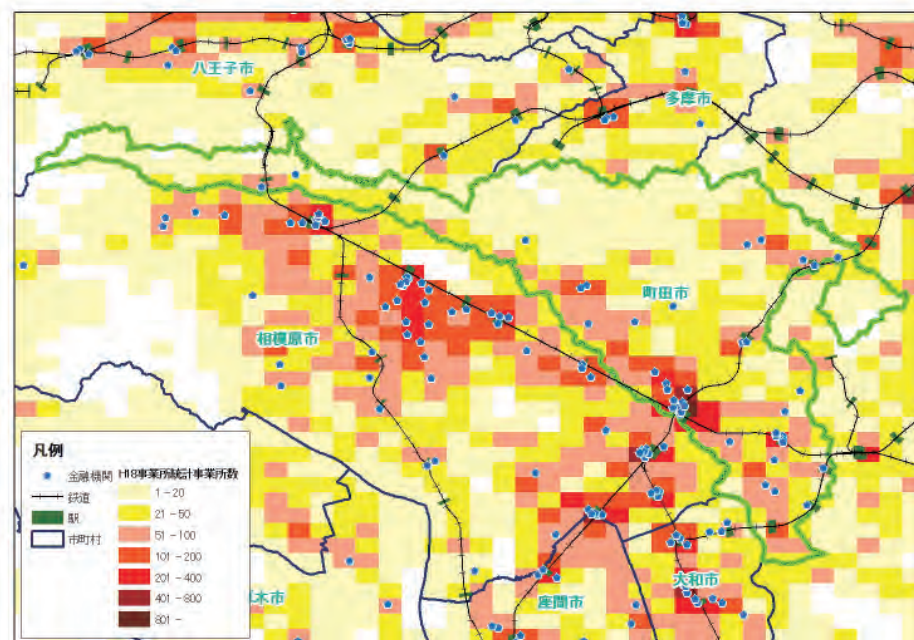 八王子市
多摩市
町田市
相模原市
大和市
座間市
木市
凡例
金融機関
鉄道
駅
市町村
H18事業所統計事業所数
1 - 20
21 - 50
51 - 100
101 - 200
201 - 400
401 - 800
801 -